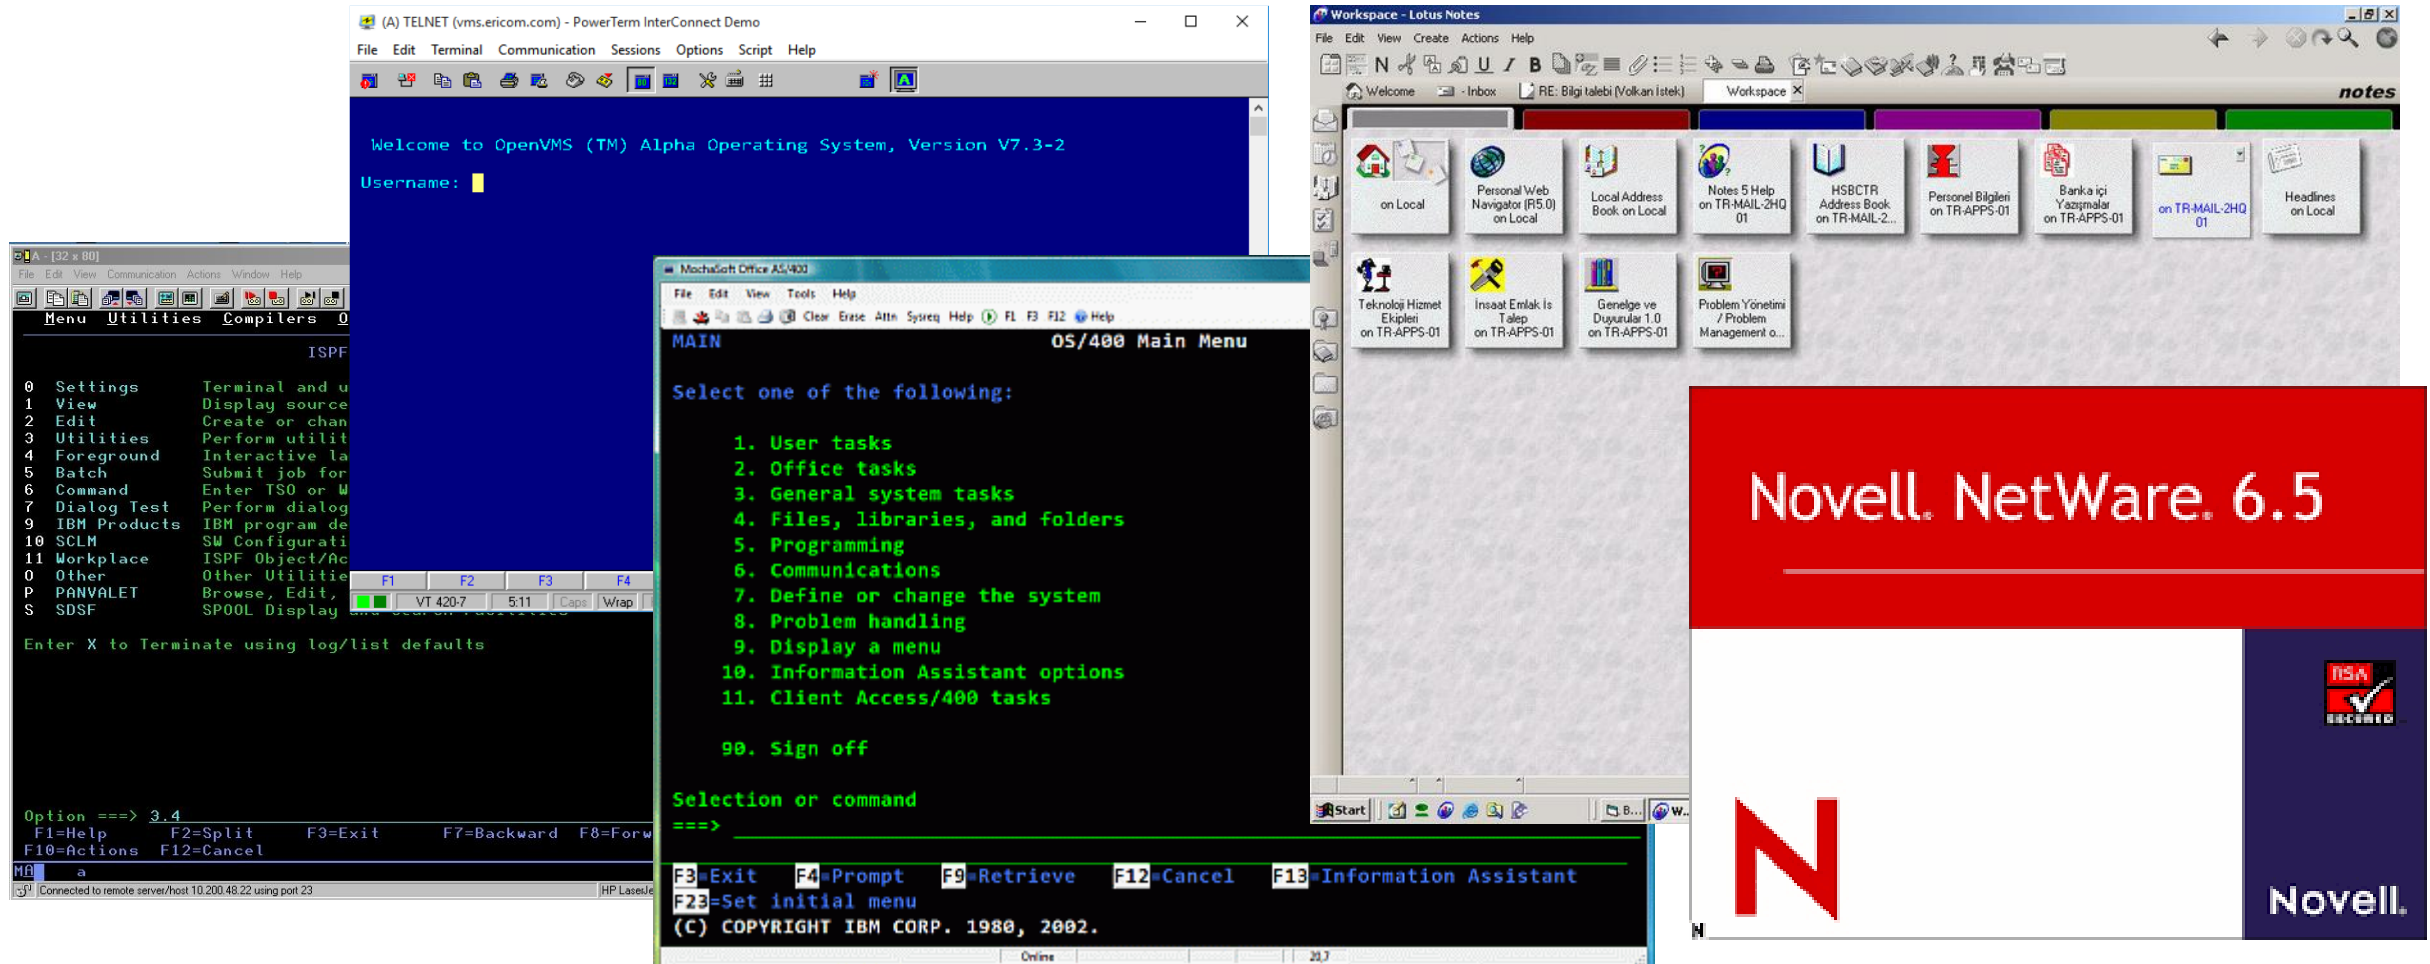 (A) TELNET (vms.ericom.com) - PowerTerm InterConnect Demo
File Edit Terminal Communication Sessions Options Script Help
Welcome to OpenVMS (TM) Alpha Operating System, Version V7.3-2
Username:
F1 F2 F3 F4
VT 420-7 5:11 Caps Wrap
A - [32 x 80]
File Edit View Communication Actions Window Help
Menu Utilities Compilers O
ISPF
0 Settings Terminal and u
1 View Display source
2 Edit Create or chan
3 Utilities Perform utilit
4 Foreground Interactive la
5 Batch Submit job for
6 Command Enter TSO or W
7 Dialog Test Perform dialog
9 IBM Products IBM program de
10 SCLM SW Configurati
11 Workplace ISPF Object/Ac
O Other Other Utilitie
P PANVALET Browse, Edit,
S SDSF SPOOL Display and Search Facilities
Enter X to Terminate using log/list defaults
Option ===> 3.4
F1=Help F2=Split F3=Exit F7=Backward F8=Forw
F10=Actions F12=Cancel
MA a
Connected to remote server/host 10.200.48.22 using port 23 HP LaserJe
MochaSoft Office AS/400
File Edit View Tools Help
Clear Erase Attn Sysreq Help F1 F3 F12 Help
MAIN OS/400 Main Menu
Select one of the following:
1. User tasks
2. Office tasks
3. General system tasks
4. Files, libraries, and folders
5. Programming
6. Communications
7. Define or change the system
8. Problem handling
9. Display a menu
10. Information Assistant options
11. Client Access/400 tasks
90. Sign off
Selection or command
===>
F3=Exit F4=Prompt F9=Retrieve F12=Cancel F13=Information Assistant
F23=Set initial menu
(C) COPYRIGHT IBM CORP. 1980, 2002.
Online 20,7
Workspace - Lotus Notes
File Edit View Create Actions Help
Welcome - Inbox RE: Bilgi talebi (Volkan İstek) Workspace
notes
on Local
Personal Web
Navigator (R5.0)
on Local
Local Address
Book on Local
Notes 5 Help
on TR-MAIL-2HQ
01
HSBCTR
Address Book
on TR-MAIL-2...
Personel Bilgileri
on TR-APPS-01
Banka içi
Yazışmalar
on TR-APPS-01
on TR-MAIL-2HQ
01
Headlines
on Local
Teknoloji Hizmet
Ekipleri
on TR-APPS-01
İnsaat Emlak İs
Talep
on TR-APPS-01
Genelge ve
Duyurular 1.0
on TR-APPS-01
Problem Yönetimi
/ Problem
Management o...
Start B... W...
Novell. NetWare. 6.5
RSA
SECURED
N
Novell.
N